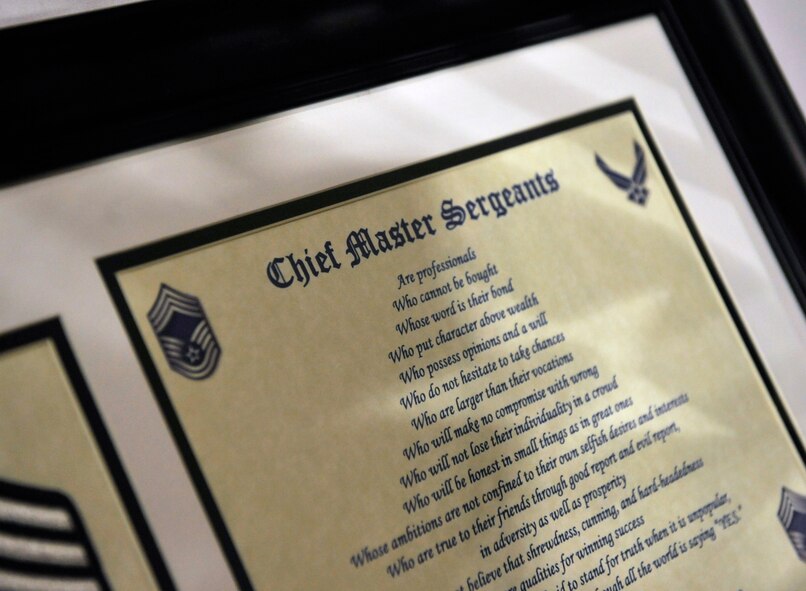 Chief Master Sergeants
Are professionals
Who cannot be bought
Whose word is their bond
Who put character above wealth
Who possess opinions and a will
Who do not hesitate to take chances
Who are larger than their vocations
Who will make no compromise with wrong
Who will not lose their individuality in a crowd
Who will be honest in small things as in great ones
Whose ambitions are not confined to their own selfish desires and interests
Who are true to their friends through good report and evil report,
in adversity as well as prosperity
believe that shrewdness, cunning, and hard-headedness
qualities for winning success
to stand for truth when it is unpopular,
all the world is saying "YES."